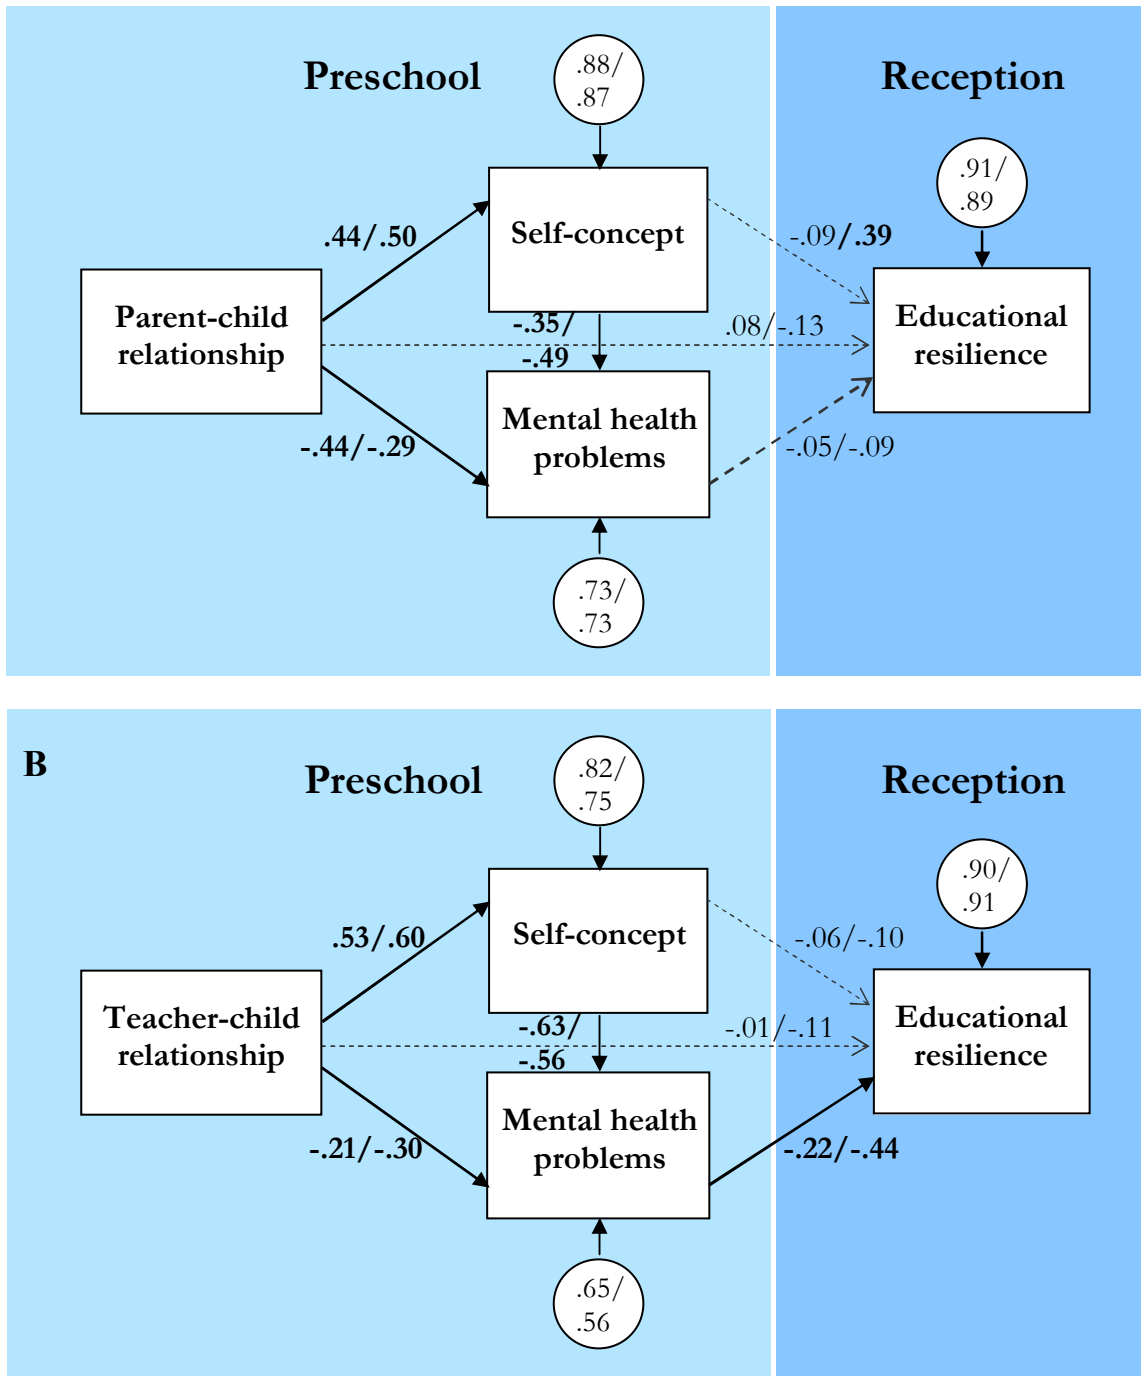 Preschool
Reception
.88/
.87
.91/
.89
Self-concept
.44/.50
-.09/.39
Parent-child
relationship
-.35/
-.49
.08/-.13
Educational
resilience
Mental health
problems
-.44/-.29
-.05/-.09
.73/
.73
B
Preschool
Reception
.82/
.75
.90/
.91
Self-concept
.53/.60
-.06/-.10
Teacher-child
relationship
-.63/
-.56
-.01/-.11
Educational
resilience
Mental health
problems
-.21/-.30
-.22/-.44
.65/
.56